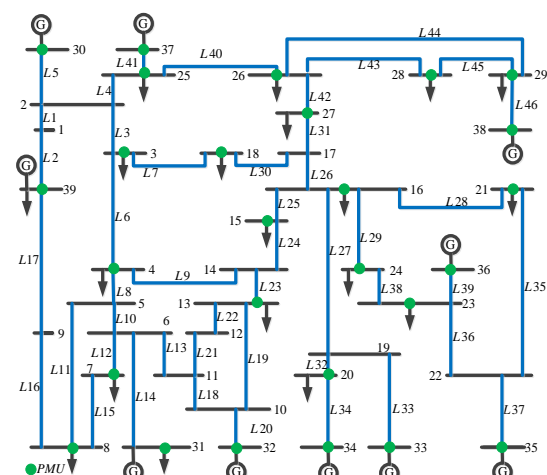 G G
L44
30 37 L40 L43 L45
L5 L41 25 26 28 29
L4 L42 L46
2 27
L1 1 L3 L31 38
G
G L2 3 18 17
L7 L30
39 L26 16 21
L25 L28
15
L6 L24 L27 L29 G
L17
4 14 24 36
L9
L8 L23 L38 L39 L35
5 13 23
L10 6 L22 12
L36
9
L12 L13 L21 L19 19
L11 7 L32
L16 11 20 22
L15 L14 L18 L34 L33 L37
10
L20
8 31 32 34 33 35
PMU G G G G G